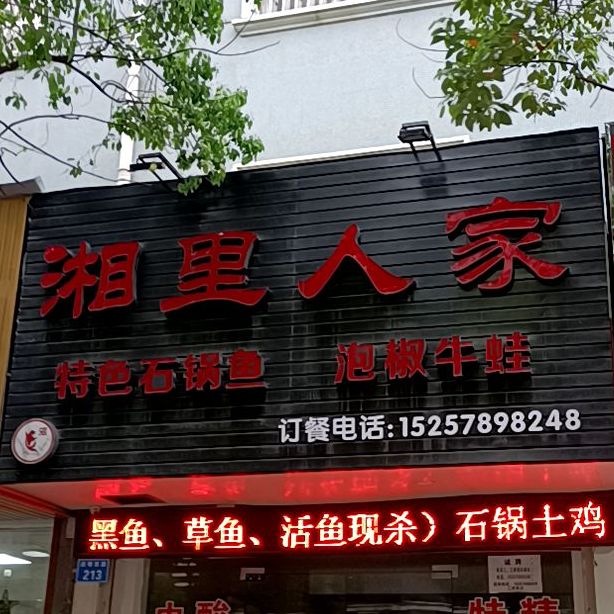 湘里人家
特色石锅鱼 泡椒牛蛙
订餐电话:15257898248
黑鱼、草鱼、活鱼现杀）石锅土鸡
213